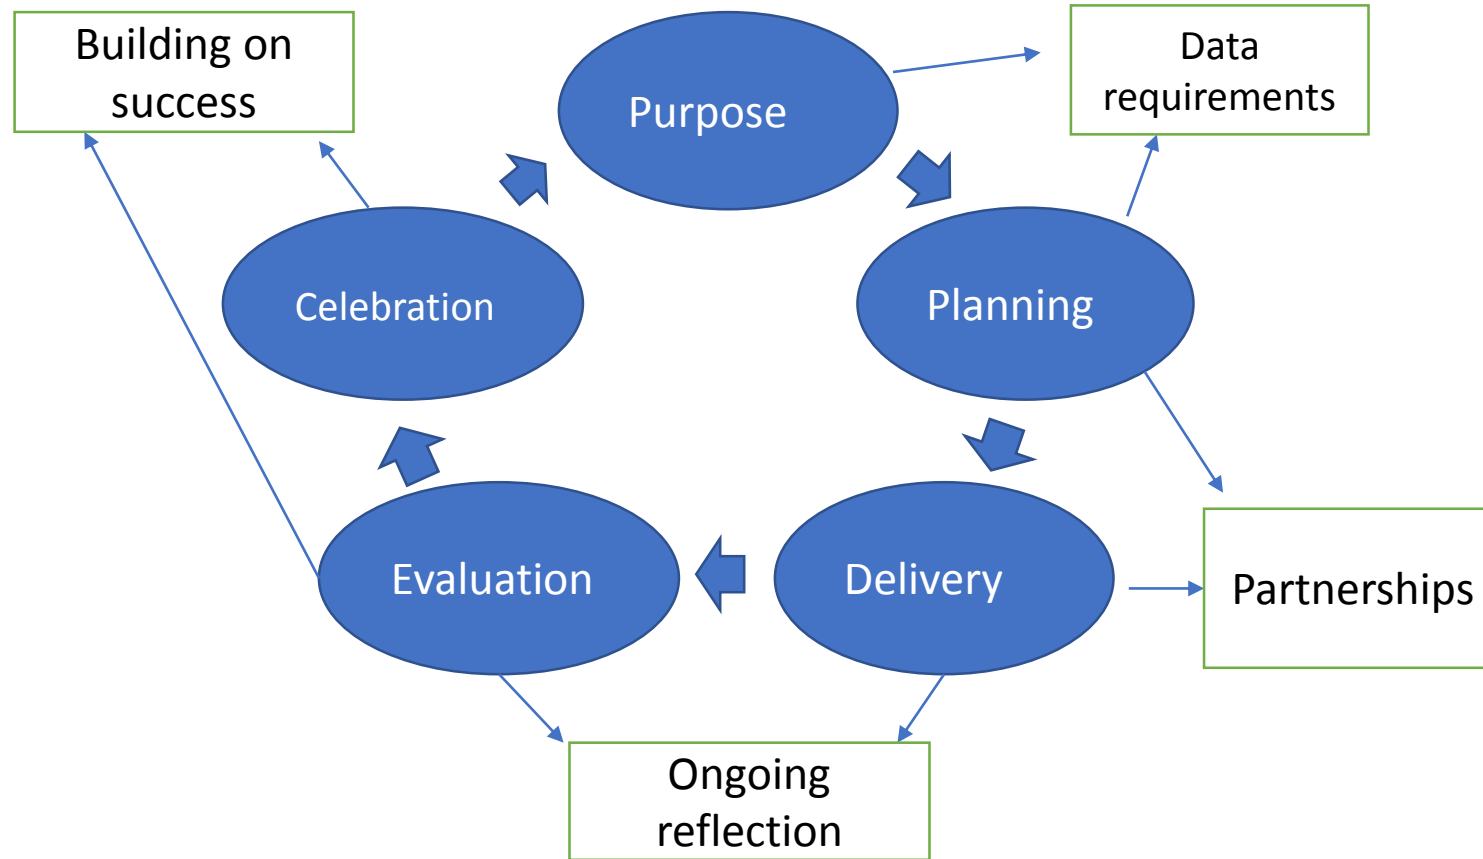 Building on
success
Purpose
Data
requirements
Celebration
Planning
Evaluation
Delivery
Partnerships
Ongoing
reflection